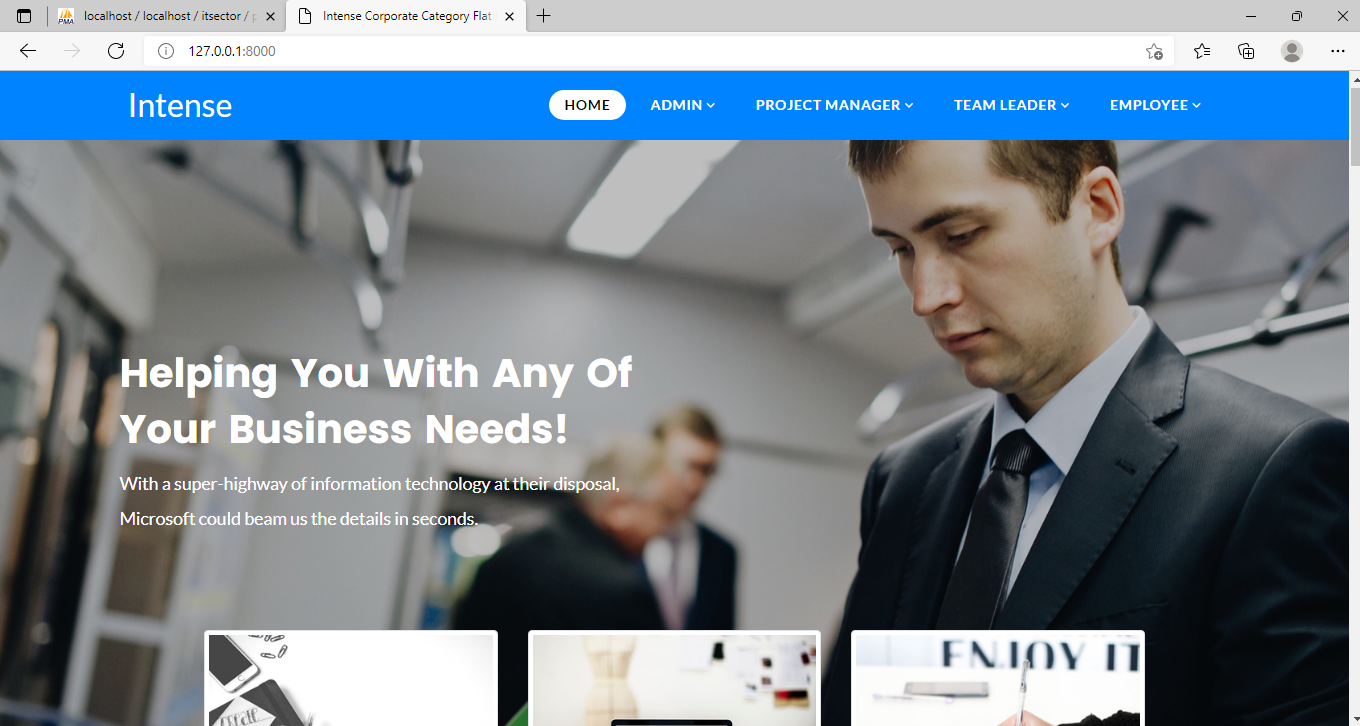 localhost / localhost / itsector /
Intense Corporate Category Flat
127.0.0.1:8000
Intense
HOME
ADMIN
PROJECT MANAGER
TEAM LEADER
EMPLOYEE
Helping You With Any Of
Your Business Needs!
With a super-highway of information technology at their disposal,
Microsoft could beam us the details in seconds.
ENJOY IT